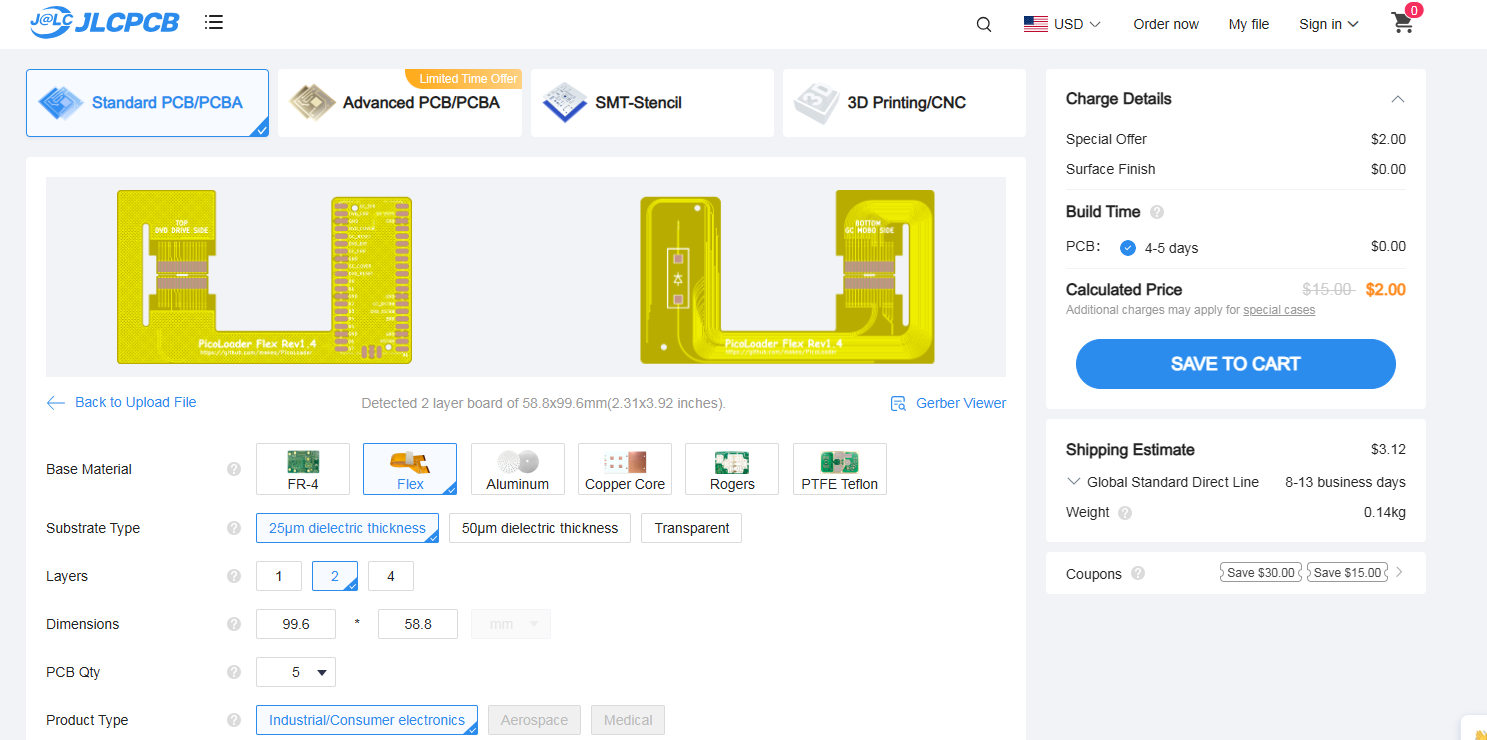 J@LC JLCPCB
USD
Order now
My file
Sign in
0
Standard PCB/PCBA
Limited Time Offer
Advanced PCB/PCBA
SMT-Stencil
3D Printing/CNC
TOP
DVD DRIVE SIDE
PicoLoader Flex Rev1.4
BOTTOM
GC MOBO SIDE
PicoLoader Flex Rev1.4
Back to Upload File
Detected 2 layer board of 58.8x99.6mm(2.31x3.92 inches).
Gerber Viewer
Base Material
FR-4
Flex
Aluminum
Copper Core
Rogers
PTFE Teflon
Substrate Type
25μm dielectric thickness
50μm dielectric thickness
Transparent
Layers
1
2
4
Dimensions
99.6
*
58.8
mm
PCB Qty
5
Product Type
Industrial/Consumer electronics
Aerospace
Medical
Charge Details
Special Offer $2.00
Surface Finish $0.00
Build Time
PCB: 4-5 days $0.00
Calculated Price $15.00 $2.00
Additional charges may apply for special cases
SAVE TO CART
Shipping Estimate $3.12
Global Standard Direct Line 8-13 business days
Weight 0.14kg
Coupons Save $30.00 Save $15.00